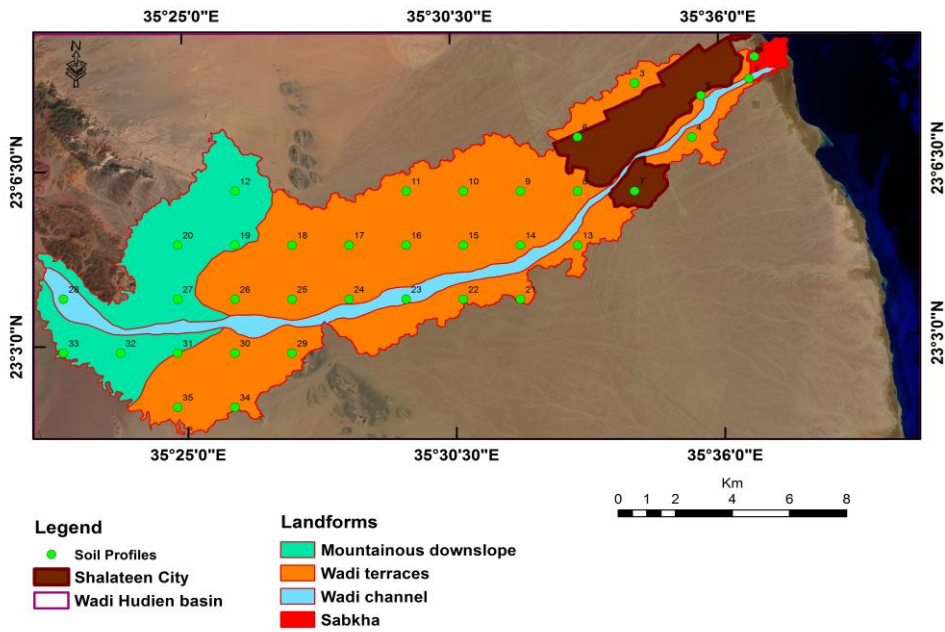 35°25'0"E 35°30'30"E 35°36'0"E
N
23°6'30"N 23°6'30"N
3
5
6
4
12 11 10 9 8 7
20 19 18 17 16 15 14 13
28 27 26 25 24 23 22 21
33 32 31 30 29
35 34
23°3'0"N 23°3'0"N
35°25'0"E 35°30'30"E 35°36'0"E
Km
0 1 2 4 6 8
Legend
Soil Profiles
Shalateen City
Wadi Hudien basin
Landforms
Mountainous downslope
Wadi terraces
Wadi channel
Sabkha